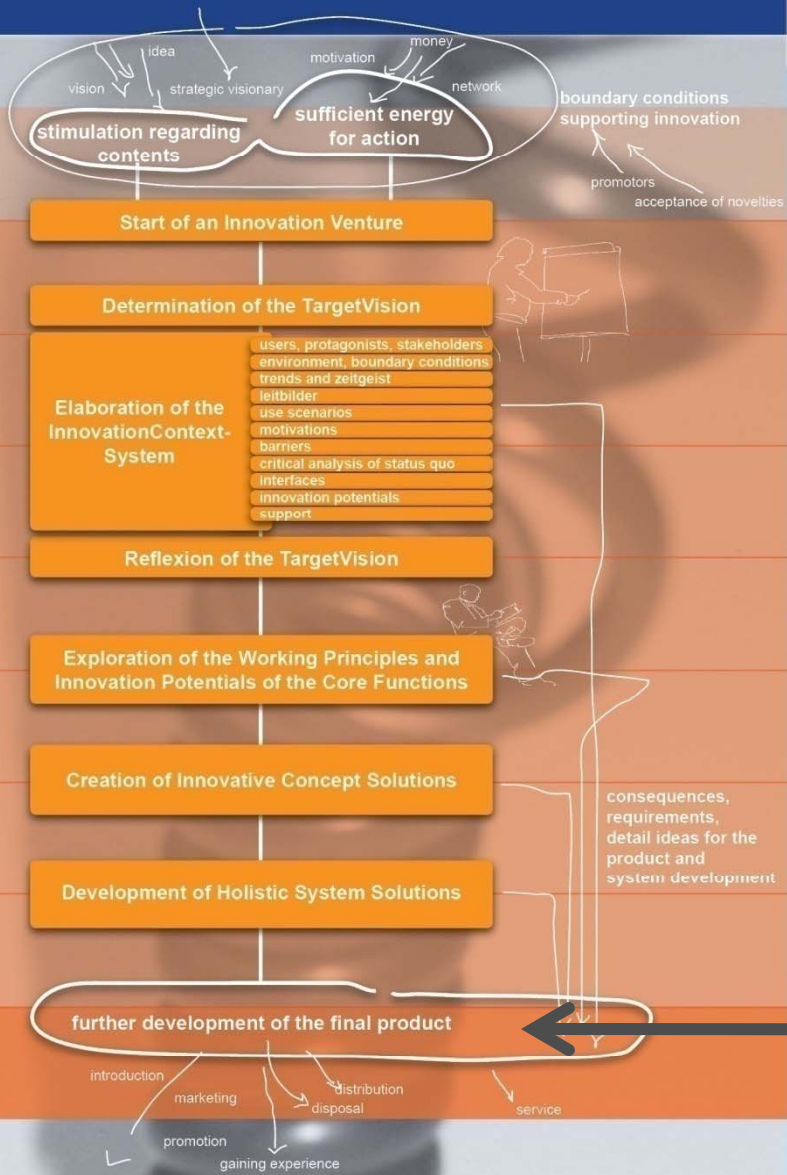 idea
money
motivation
vision
strategic visionary
network
boundary conditions
supporting innovation
stimulation regarding
contents
sufficient energy
for action
promotors
acceptance of novelties
Start of an Innovation Venture
Determination of the TargetVision
Elaboration of the
InnovationContext-
System
users, protagonists, stakeholders
environment, boundary conditions
trends and zeitgeist
leitbilder
use scenarios
motivations
barriers
critical analysis of status quo
interfaces
innovation potentials
support
Reflexion of the TargetVision
Exploration of the Working Principles and
Innovation Potentials of the Core Functions
Creation of Innovative Concept Solutions
consequences,
requirements,
detail ideas for the
product and
system development
Development of Holistic System Solutions
further development of the final product
introduction
marketing
distribution
disposal
service
promotion
gaining experience